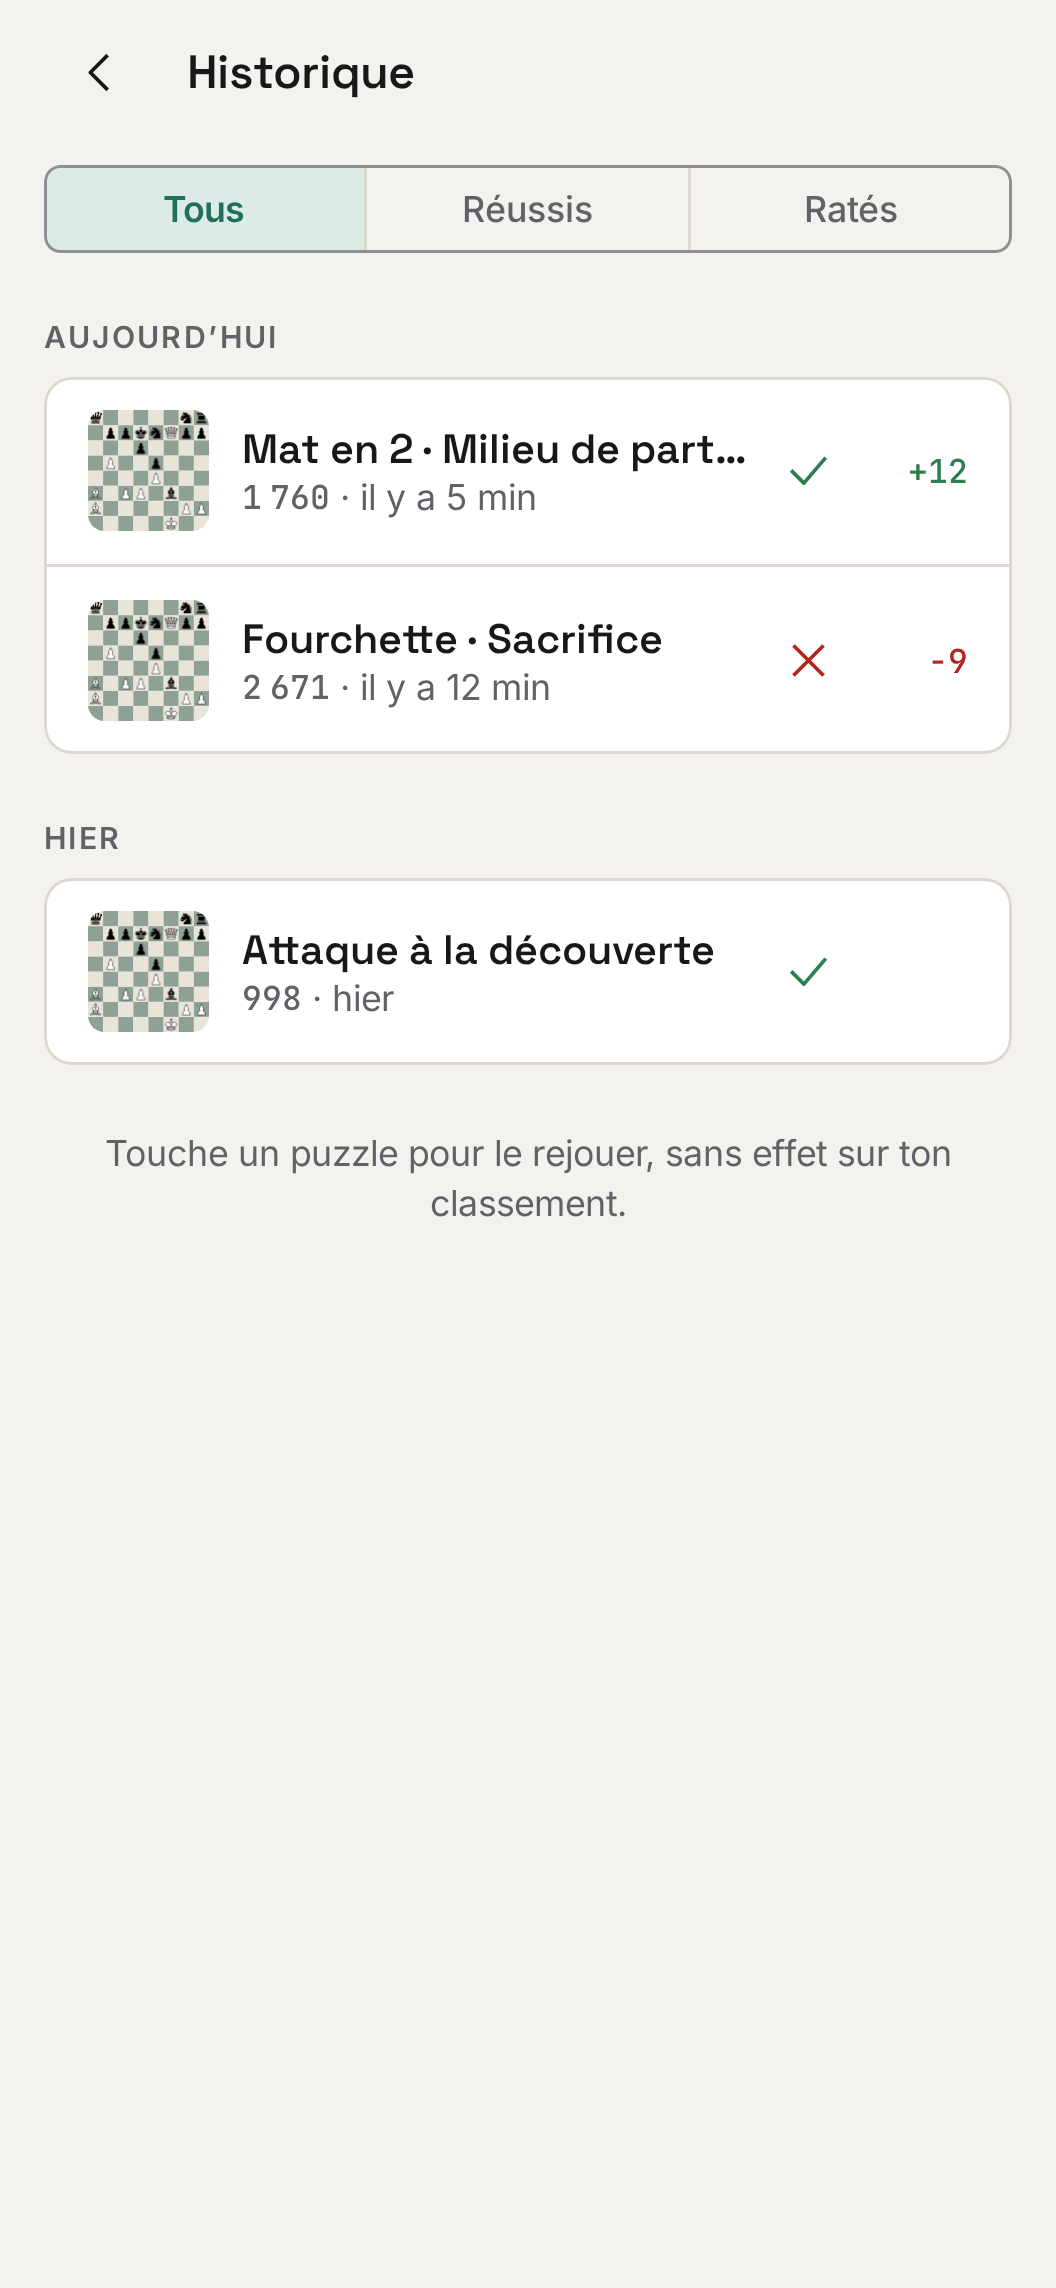 Historique
Tous
Réussis
Ratés
AUJOURD’HUI
Mat en 2 · Milieu de part...
+12
1 760 · il y a 5 min
Fourchette · Sacrifice
-9
2 671 · il y a 12 min
HIER
Attaque à la découverte
998 · hier
Touche un puzzle pour le rejouer, sans effet sur ton
classement.